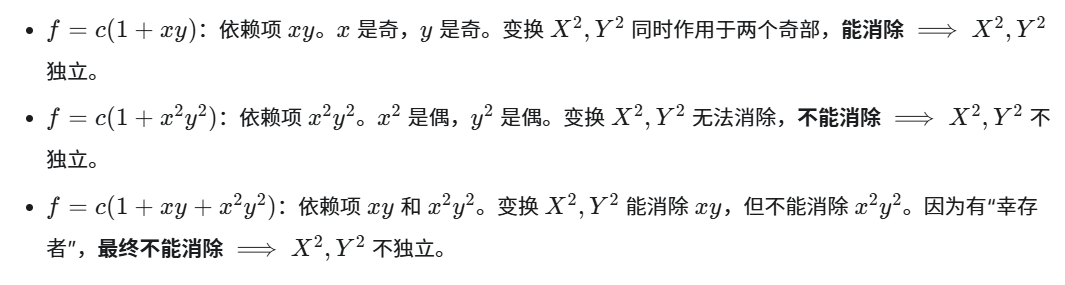 • f = c(1 + xy)：依赖项 xy。x 是奇，y 是奇。变换 X², Y² 同时作用于两个奇部，能消除 ⟹ X², Y²
独立。
• f = c(1 + x²y²)：依赖项 x²y²。x² 是偶，y² 是偶。变换 X², Y² 无法消除，不能消除 ⟹ X², Y² 不
独立。
• f = c(1 + xy + x²y²)：依赖项 xy 和 x²y²。变换 X², Y² 能消除 xy，但不能消除 x²y²。因为有“幸存
者”，最终不能消除 ⟹ X², Y² 不独立。